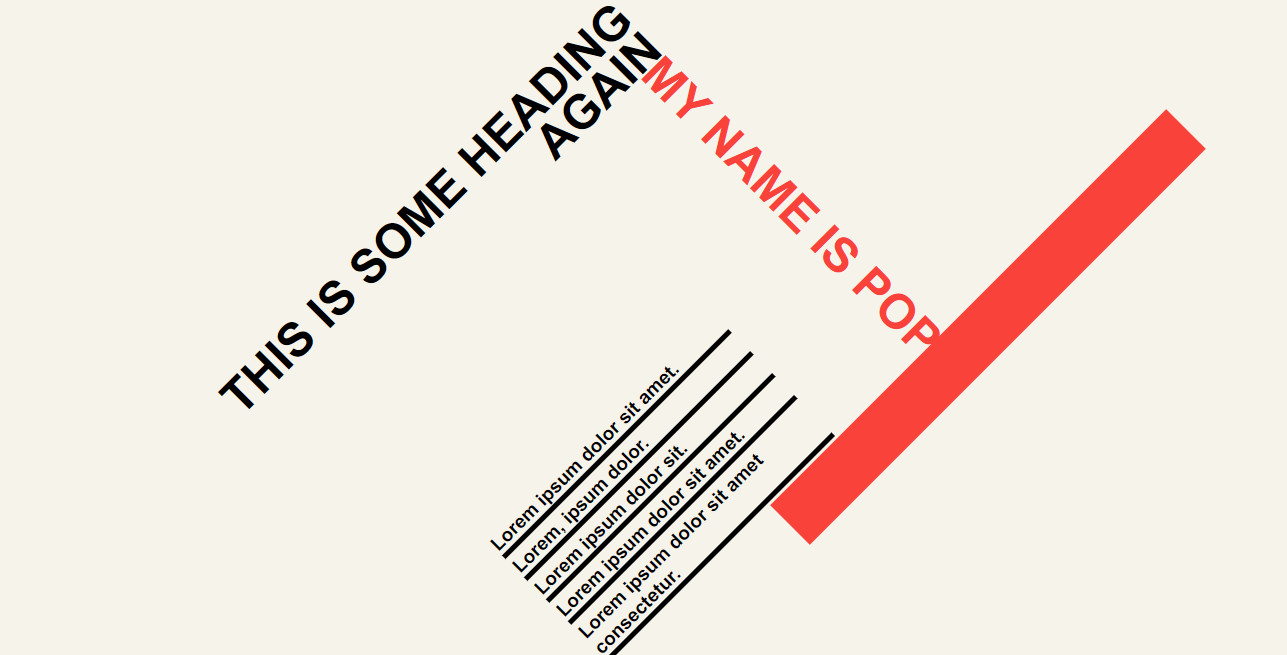 THIS IS SOME HEADING
AGAIN
MY NAME IS POP
Lorem ipsum dolor sit amet.
Lorem, ipsum dolor.
Lorem ipsum dolor sit.
Lorem ipsum dolor sit amet.
Lorem ipsum dolor sit amet
consectetur.